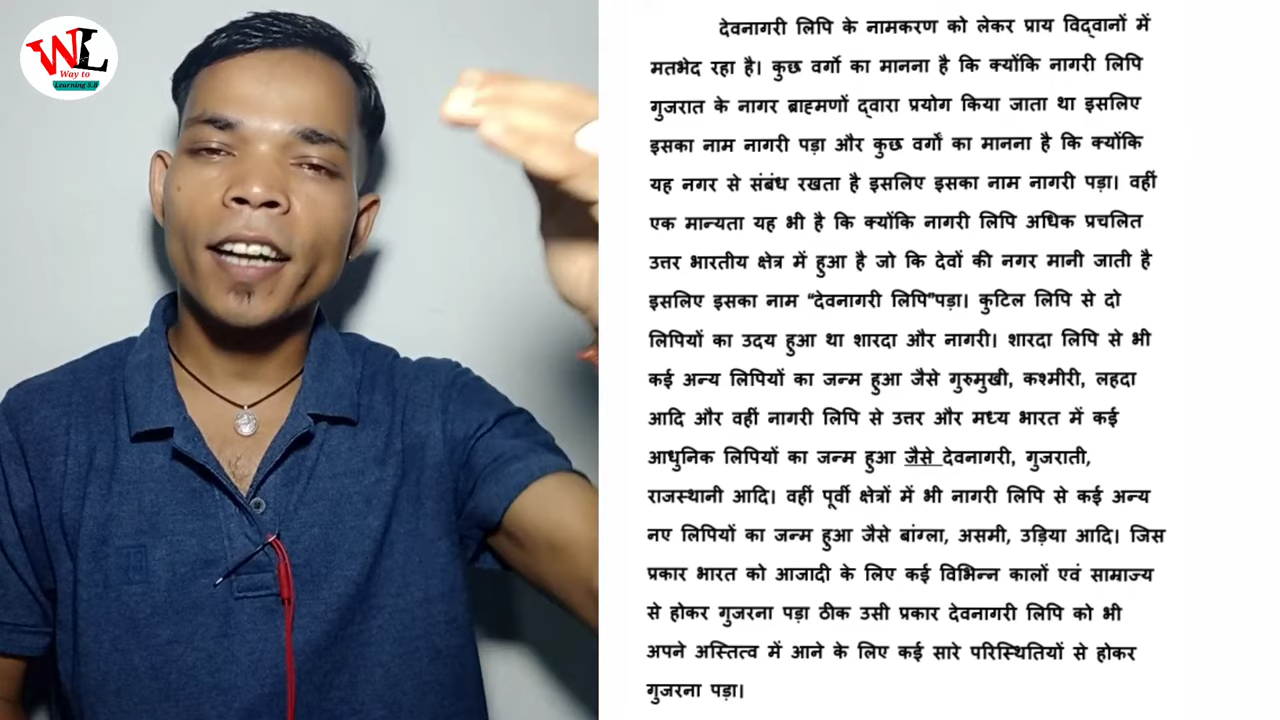 WL
Way to
Learning S.B
देवनागरी लिपि के नामकरण को लेकर प्राय विद्वानों में
मतभेद रहा है। कुछ वर्गो का मानना है कि क्योंकि नागरी लिपि
गुजरात के नागर ब्राह्मणों द्वारा प्रयोग किया जाता था इसलिए
इसका नाम नागरी पड़ा और कुछ वर्गों का मानना है कि क्योंकि
यह नगर से संबंध रखता है इसलिए इसका नाम नागरी पड़ा। वहीं
एक मान्यता यह भी है कि क्योंकि नागरी लिपि अधिक प्रचलित
उत्तर भारतीय क्षेत्र में हुआ है जो कि देवों की नगर मानी जाती है
इसलिए इसका नाम “देवनागरी लिपि”पड़ा। कुटिल लिपि से दो
लिपियों का उदय हुआ था शारदा और नागरी। शारदा लिपि से भी
कई अन्य लिपियों का जन्म हुआ जैसे गुरुमुखी, कश्मीरी, लहदा
आदि और वहीं नागरी लिपि से उत्तर और मध्य भारत में कई
आधुनिक लिपियों का जन्म हुआ जैसे देवनागरी, गुजराती,
राजस्थानी आदि। वहीं पूर्वी क्षेत्रों में भी नागरी लिपि से कई अन्य
नए लिपियों का जन्म हुआ जैसे बांग्ला, असमी, उड़िया आदि। जिस
प्रकार भारत को आजादी के लिए कई विभिन्न कालों एवं साम्राज्य
से होकर गुजरना पड़ा ठीक उसी प्रकार देवनागरी लिपि को भी
अपने अस्तित्व में आने के लिए कई सारे परिस्थितियों से होकर
गुजरना पड़ा।